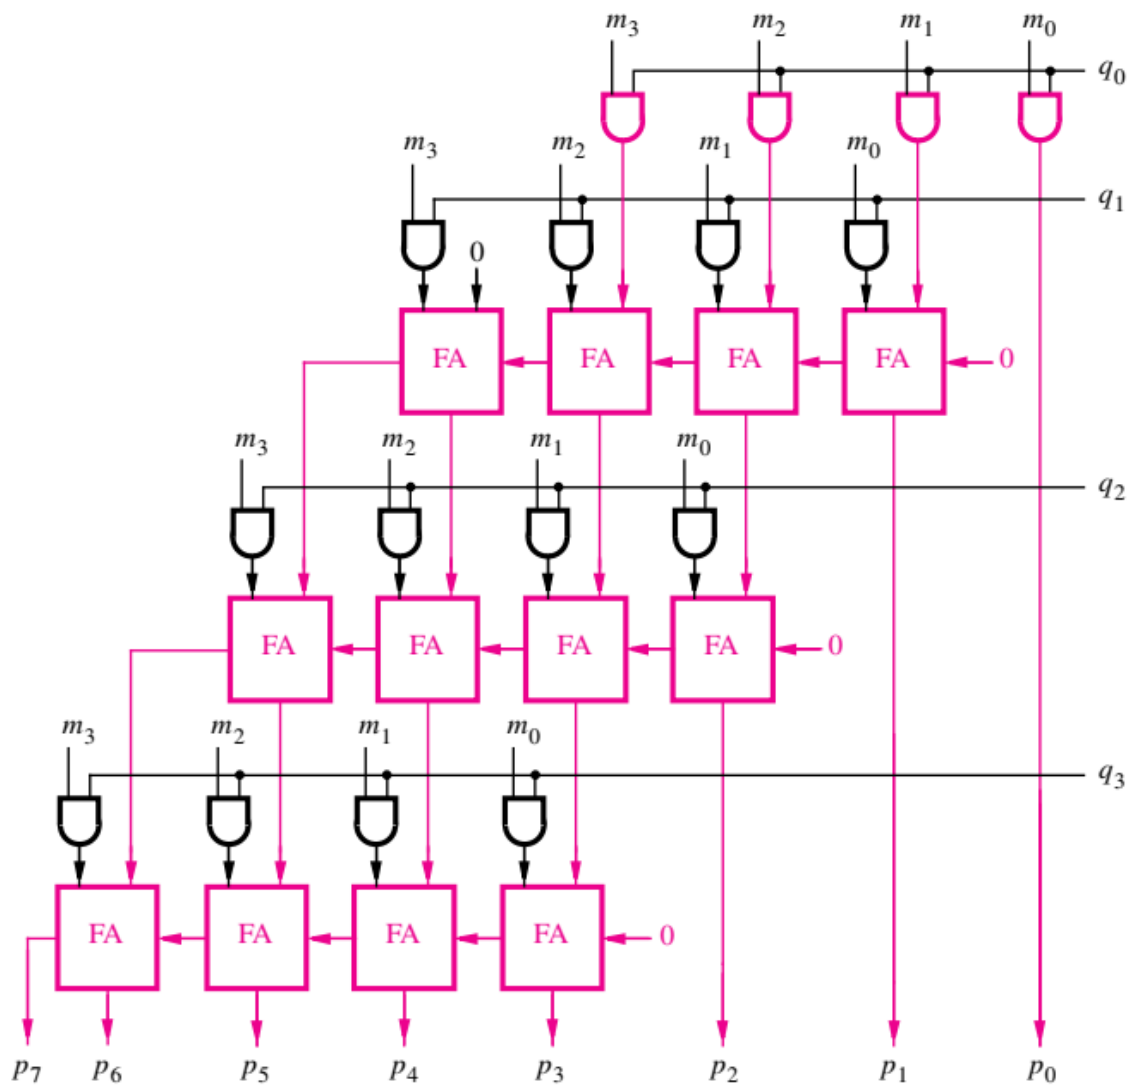 m₃ m₂ m₁ m₀
q₀
m₃ m₂ m₁ m₀
q₁
0
FA FA FA FA 0
m₃ m₂ m₁ m₀
q₂
FA FA FA FA 0
m₃ m₂ m₁ m₀
q₃
FA FA FA FA 0
p₇ p₆ p₅ p₄ p₃ p₂ p₁ p₀